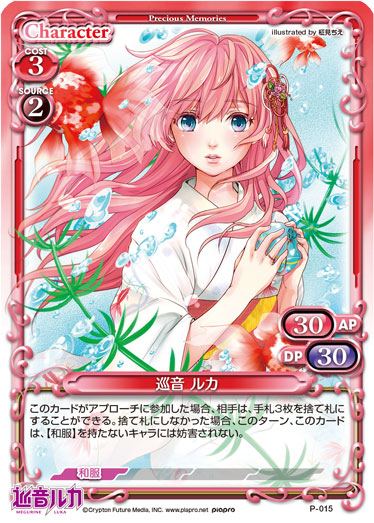 Precious Memories
Character
illustrated by 柾見ちえ
COST
3
SOURCE
2
30 AP
DP 30
巡音 ルカ
このカードがアプローチに参加した場合、相手は、手札3枚を捨て札に
することができる。捨て札にしなかった場合、このターン、このカード
は、【和服】を持たないキャラには妨害されない。
和服
巡音ルカ
MEGURINE LUKA
©Crypton Future Media, INC. www.piapro.net piapro
P-015